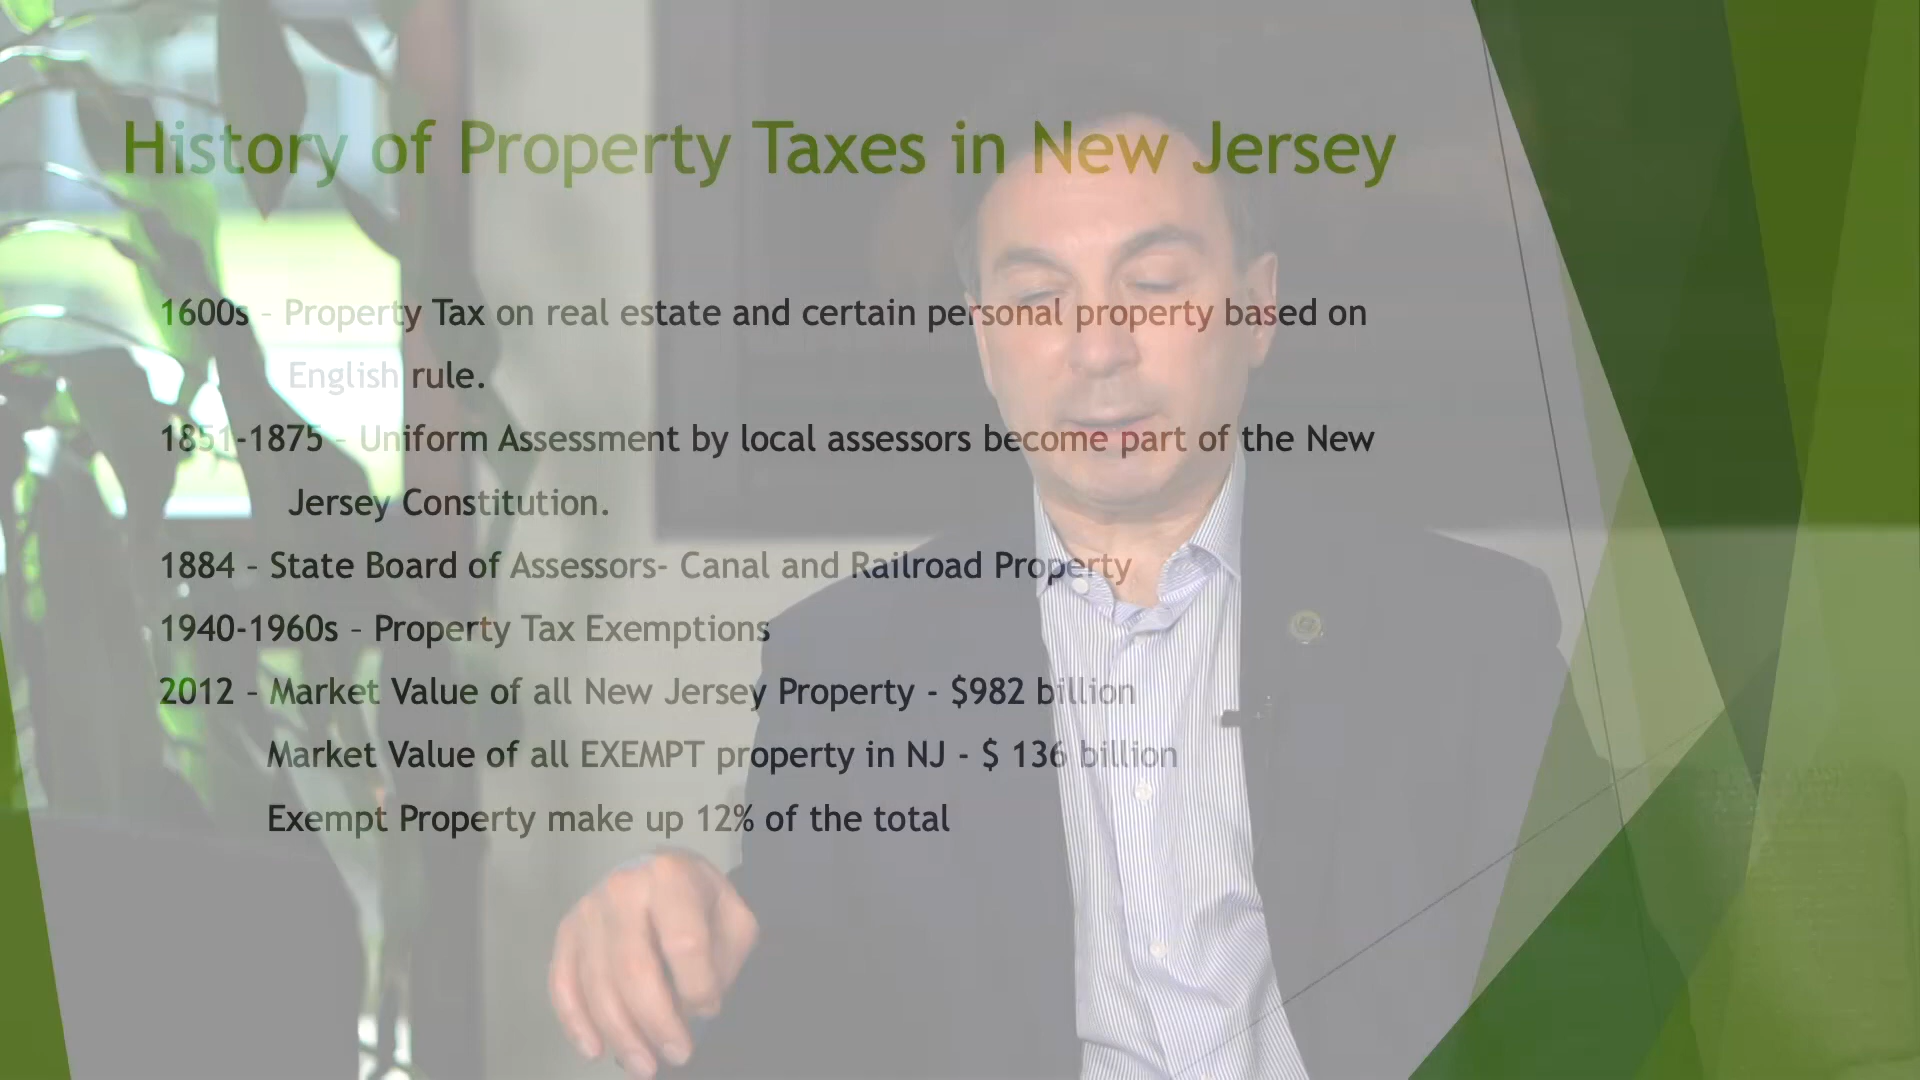 History of Property Taxes in New Jersey
1600s – Property Tax on real estate and certain personal property based on
English rule.
1851-1875 – Uniform Assessment by local assessors become part of the New
Jersey Constitution.
1884 – State Board of Assessors- Canal and Railroad Property
1940-1960s – Property Tax Exemptions
2012 – Market Value of all New Jersey Property - $982 billion
Market Value of all EXEMPT property in NJ - $ 136 billion
Exempt Property make up 12% of the total